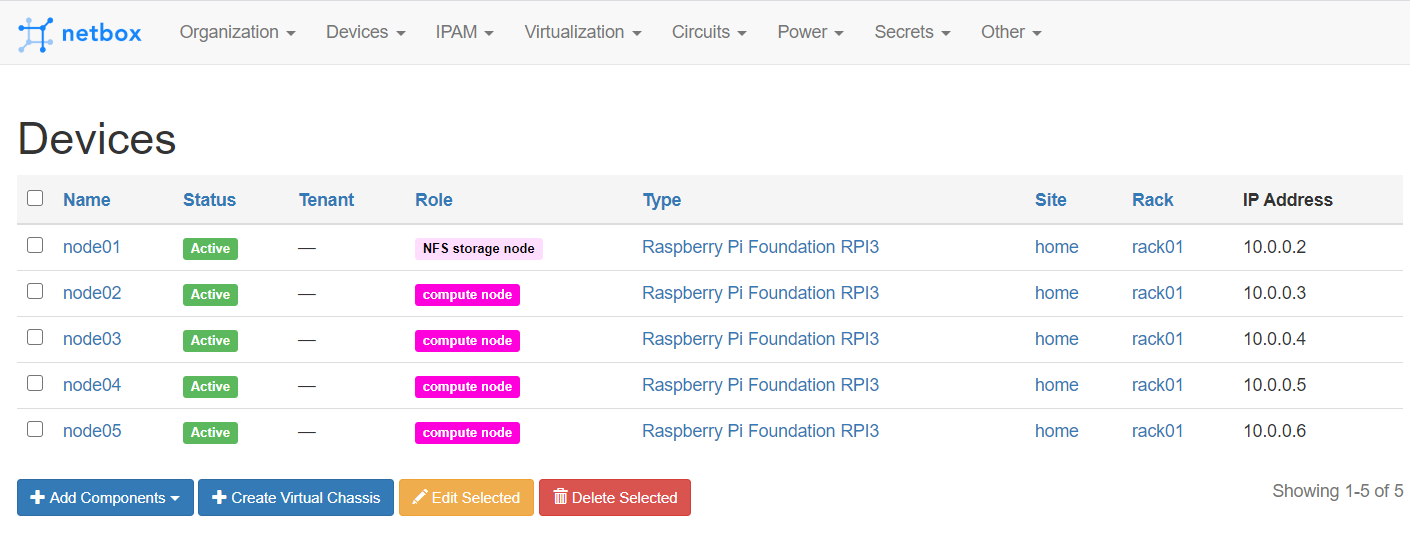 netbox Organization Devices IPAM Virtualization Circuits Power Secrets Other
Devices
Name Status Tenant Role Type Site Rack IP Address
node01 Active — NFS storage node Raspberry Pi Foundation RPI3 home rack01 10.0.0.2
node02 Active — compute node Raspberry Pi Foundation RPI3 home rack01 10.0.0.3
node03 Active — compute node Raspberry Pi Foundation RPI3 home rack01 10.0.0.4
node04 Active — compute node Raspberry Pi Foundation RPI3 home rack01 10.0.0.5
node05 Active — compute node Raspberry Pi Foundation RPI3 home rack01 10.0.0.6
Add Components Create Virtual Chassis Edit Selected Delete Selected Showing 1-5 of 5